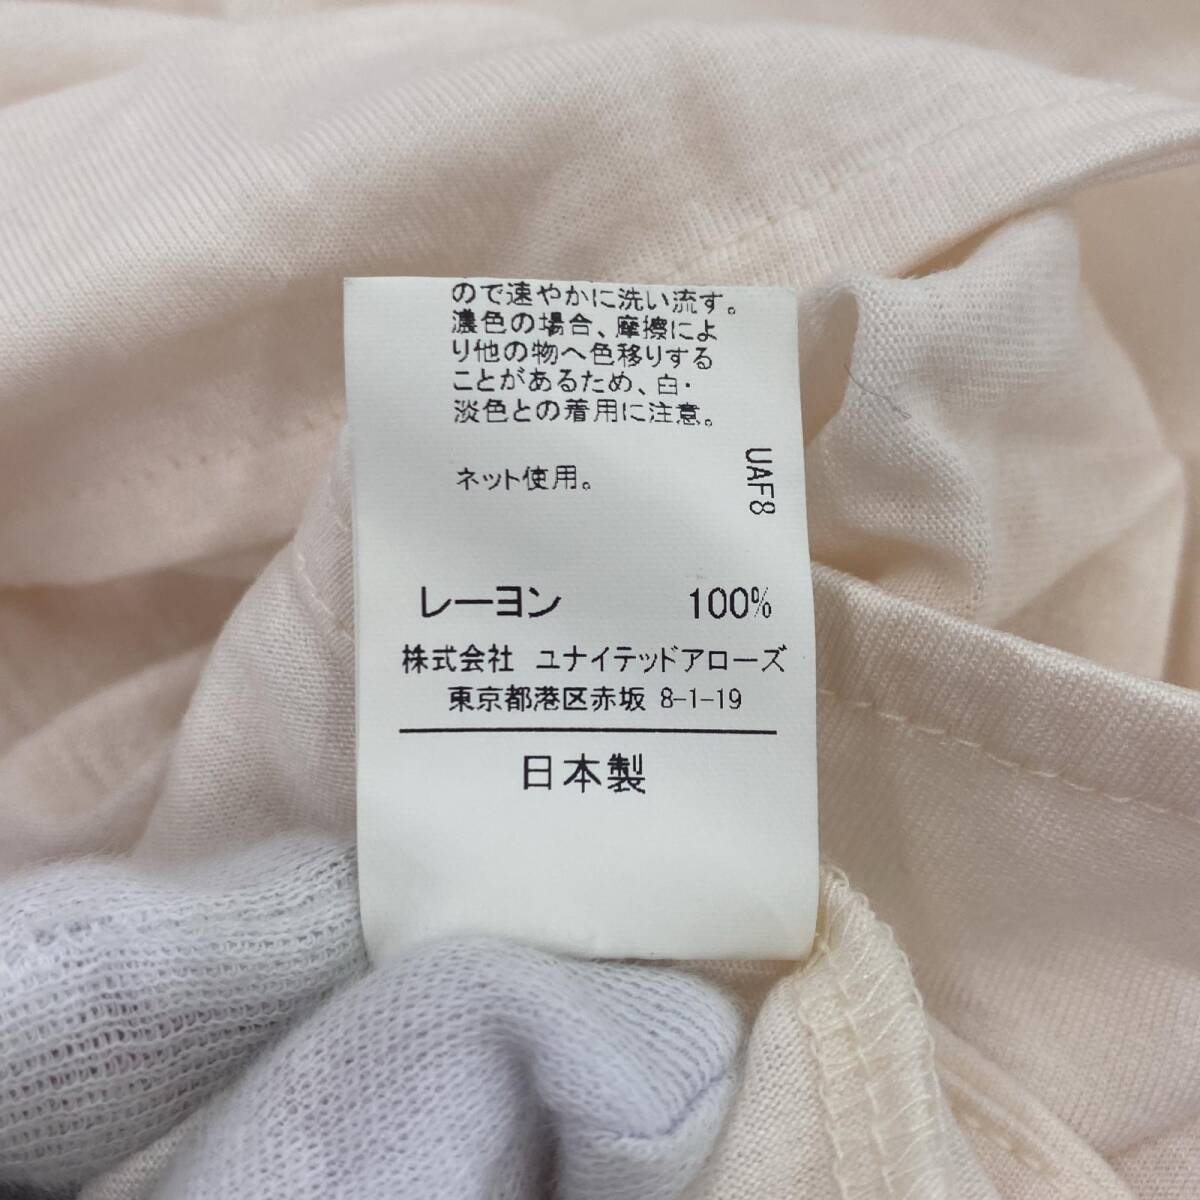 ので速やかに洗い流す。
濃色の場合、摩擦によ
り他の物へ色移りする
ことがあるため、白・
淡色との着用に注意。
ネット使用。
UAF8
レーヨン 100%
株式会社 ユナイテッドアローズ
東京都港区赤坂 8-1-19
日本製